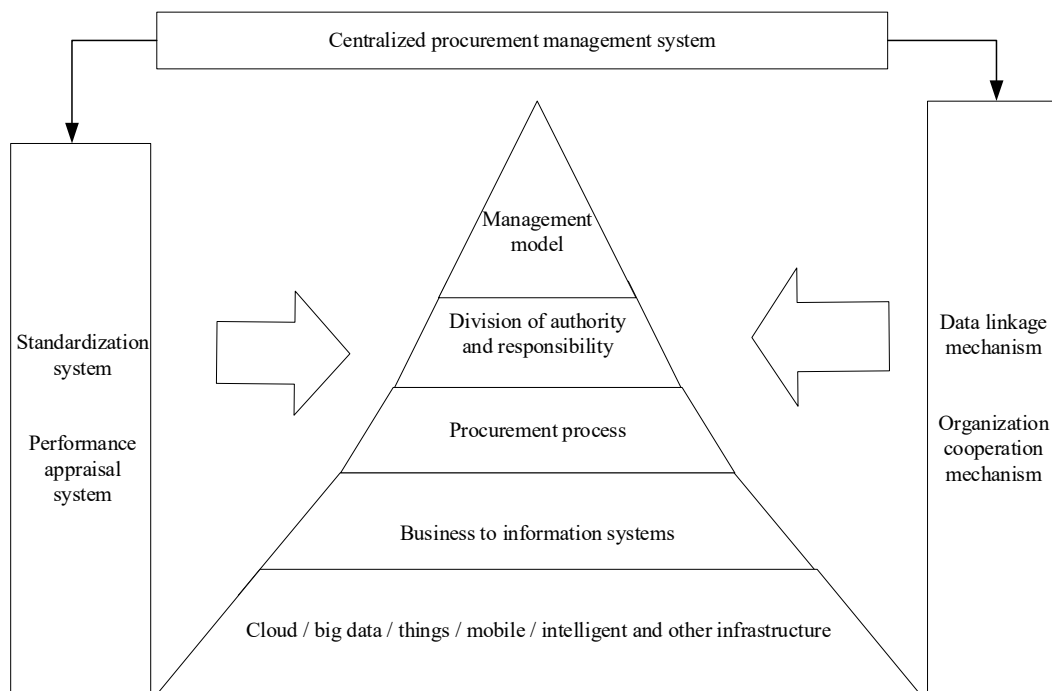 Centralized procurement management system
Management
model
Division of authority
and responsibility
Procurement process
Business to information systems
Cloud / big data / things / mobile / intelligent and other infrastructure
Standardization
system
Performance
appraisal
system
Data linkage
mechanism
Organization
cooperation
mechanism